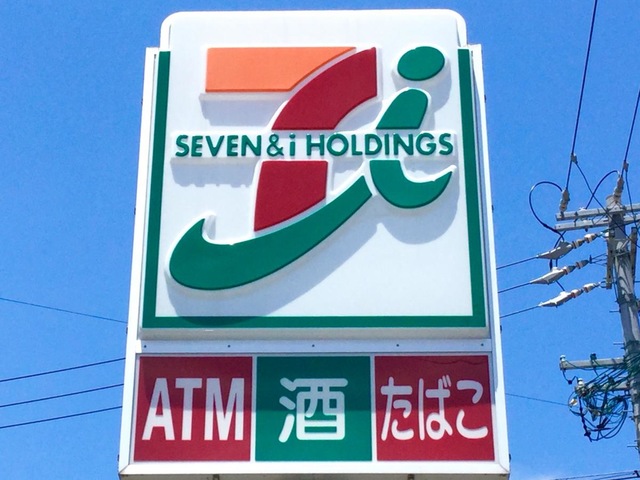 SEVEN & i HOLDINGS
ATM 酒 たばこ